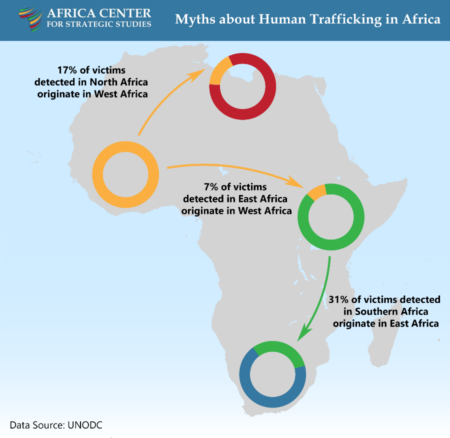 AFRICA CENTER
FOR STRATEGIC STUDIES
Myths about Human Trafficking in Africa
17% of victims
detected in North Africa
originate in West Africa
7% of victims
detected in East Africa
originate in West Africa
31% of victims detected
in Southern Africa
originate in East Africa
Data Source: UNODC